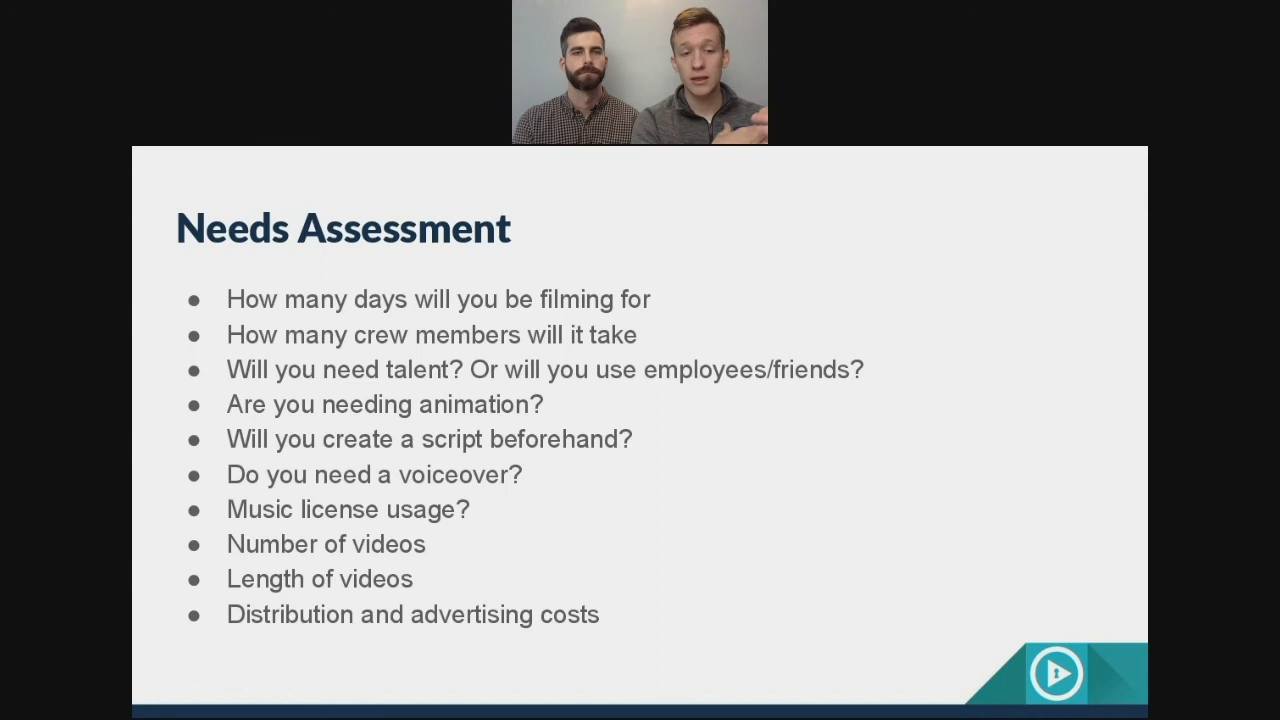 Needs Assessment
● How many days will you be filming for
● How many crew members will it take
● Will you need talent? Or will you use employees/friends?
● Are you needing animation?
● Will you create a script beforehand?
● Do you need a voiceover?
● Music license usage?
● Number of videos
● Length of videos
● Distribution and advertising costs